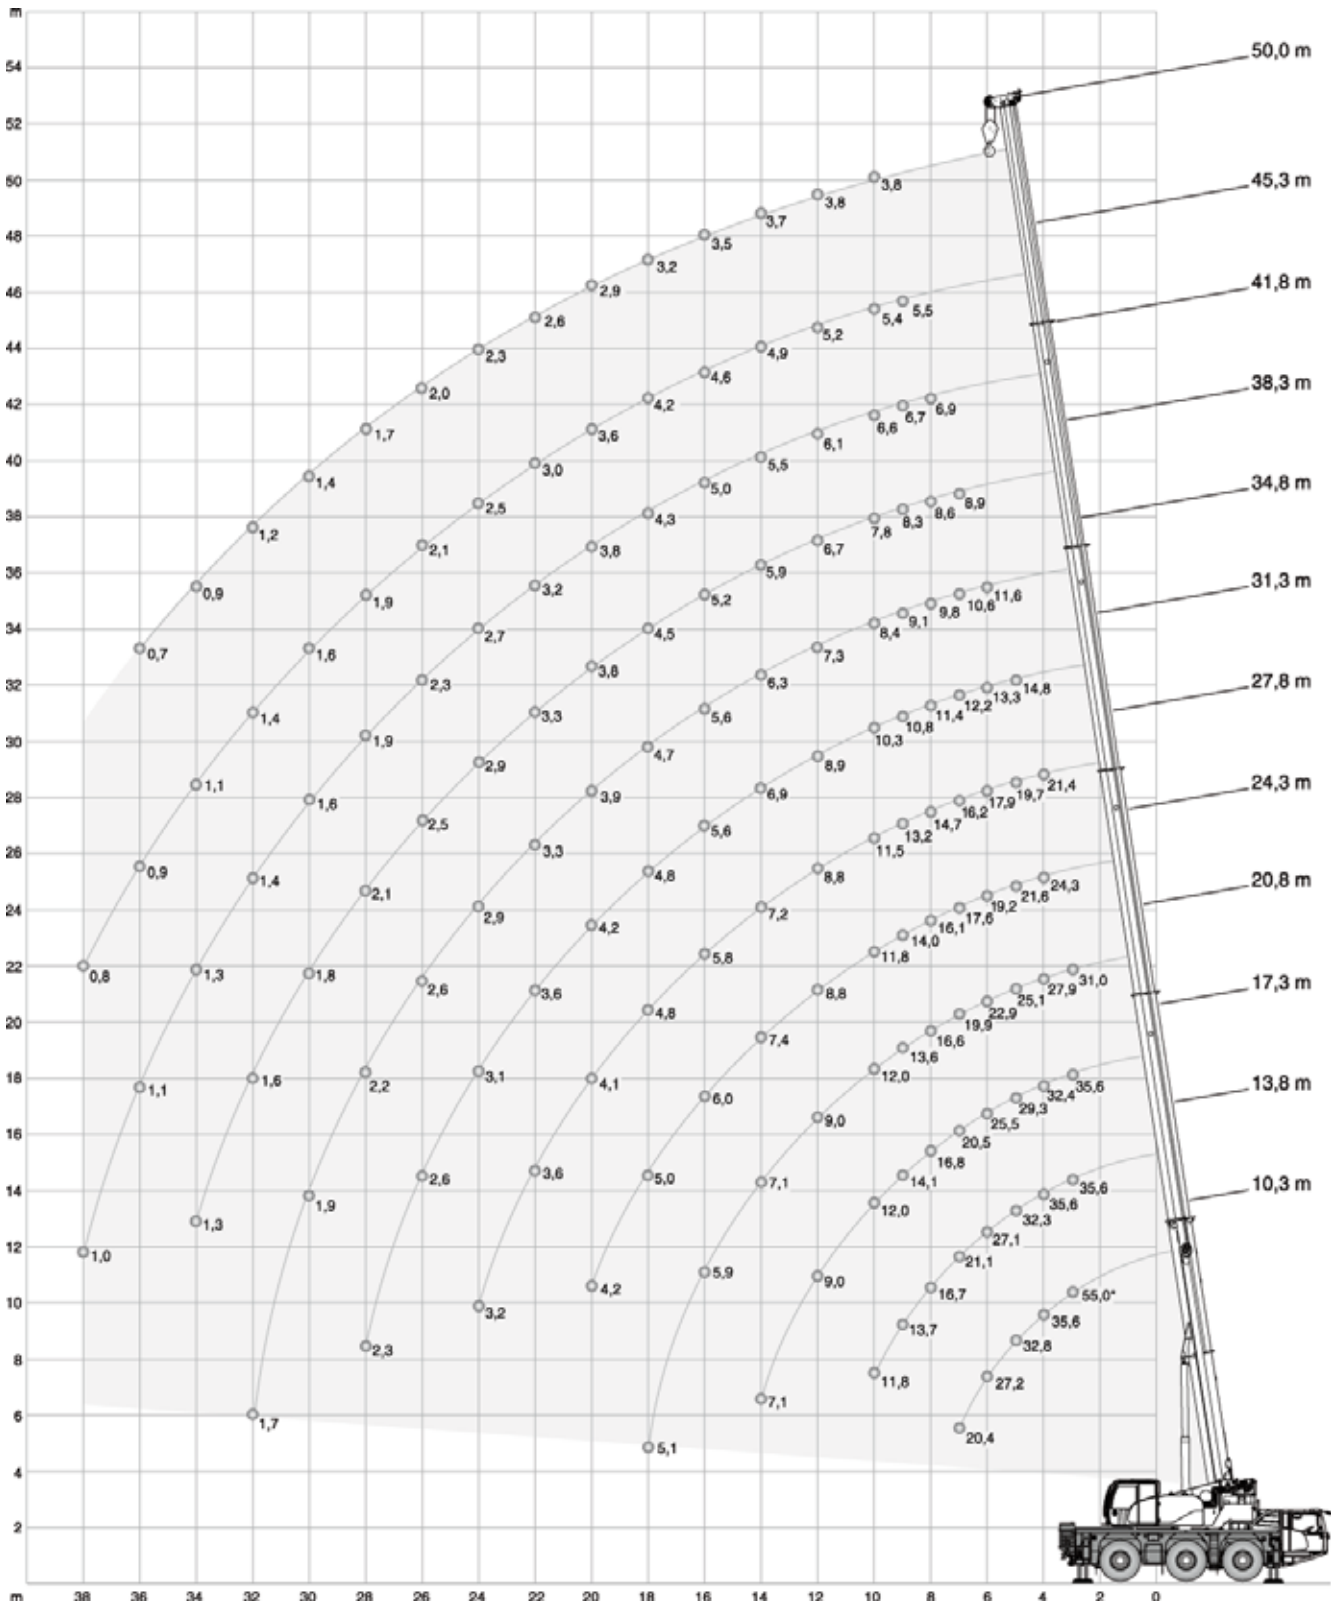 m
54
52
50
48
46
44
42
40
38
36
34
32
30
28
26
24
22
20
18
16
14
12
10
8
6
4
2
50,0 m
0,7 0,9 1,2 1,4 1,7 2,0 2,3 2,6 2,9 3,2 3,5 3,7 3,8 3,8
45,3 m
0,8 0,9 1,1 1,4 1,6 1,9 2,1 2,5 3,0 3,6 4,2 4,6 4,9 5,2 5,4 5,5
41,8 m
1,0 1,1 1,3 1,4 1,6 1,9 2,3 2,7 3,2 3,8 4,3 5,0 5,5 6,1 6,6 6,7 6,9
38,3 m
1,3 1,6 1,8 2,1 2,5 2,9 3,3 3,8 4,5 5,2 5,9 6,7 7,8 8,3 8,6 8,9
34,8 m
1,7 1,9 2,2 2,6 2,9 3,3 3,9 4,7 5,6 6,3 7,3 8,4 9,1 9,8 10,6 11,6
31,3 m
2,3 2,6 3,1 3,6 4,2 4,8 5,6 6,9 8,9 10,3 10,8 11,4 12,2 13,3 14,8
27,8 m
3,2 3,6 4,1 4,8 5,8 7,2 8,8 11,5 13,2 14,7 16,2 17,9 19,7 21,4
24,3 m
4,2 5,0 6,0 7,4 8,8 11,8 14,0 16,1 17,6 19,2 21,6 24,3
20,8 m
5,1 5,9 7,1 9,0 12,0 13,6 16,6 19,9 22,9 25,1 27,9 31,0
17,3 m
7,1 9,0 12,0 14,1 16,8 20,5 25,5 29,3 32,4 35,6
13,8 m
11,8 13,7 16,7 21,1 27,1 32,3 35,6 35,6
10,3 m
20,4 27,2 32,8 35,6 55,0*
m 38 36 34 32 30 28 26 24 22 20 18 16 14 12 10 8 6 4 2 0